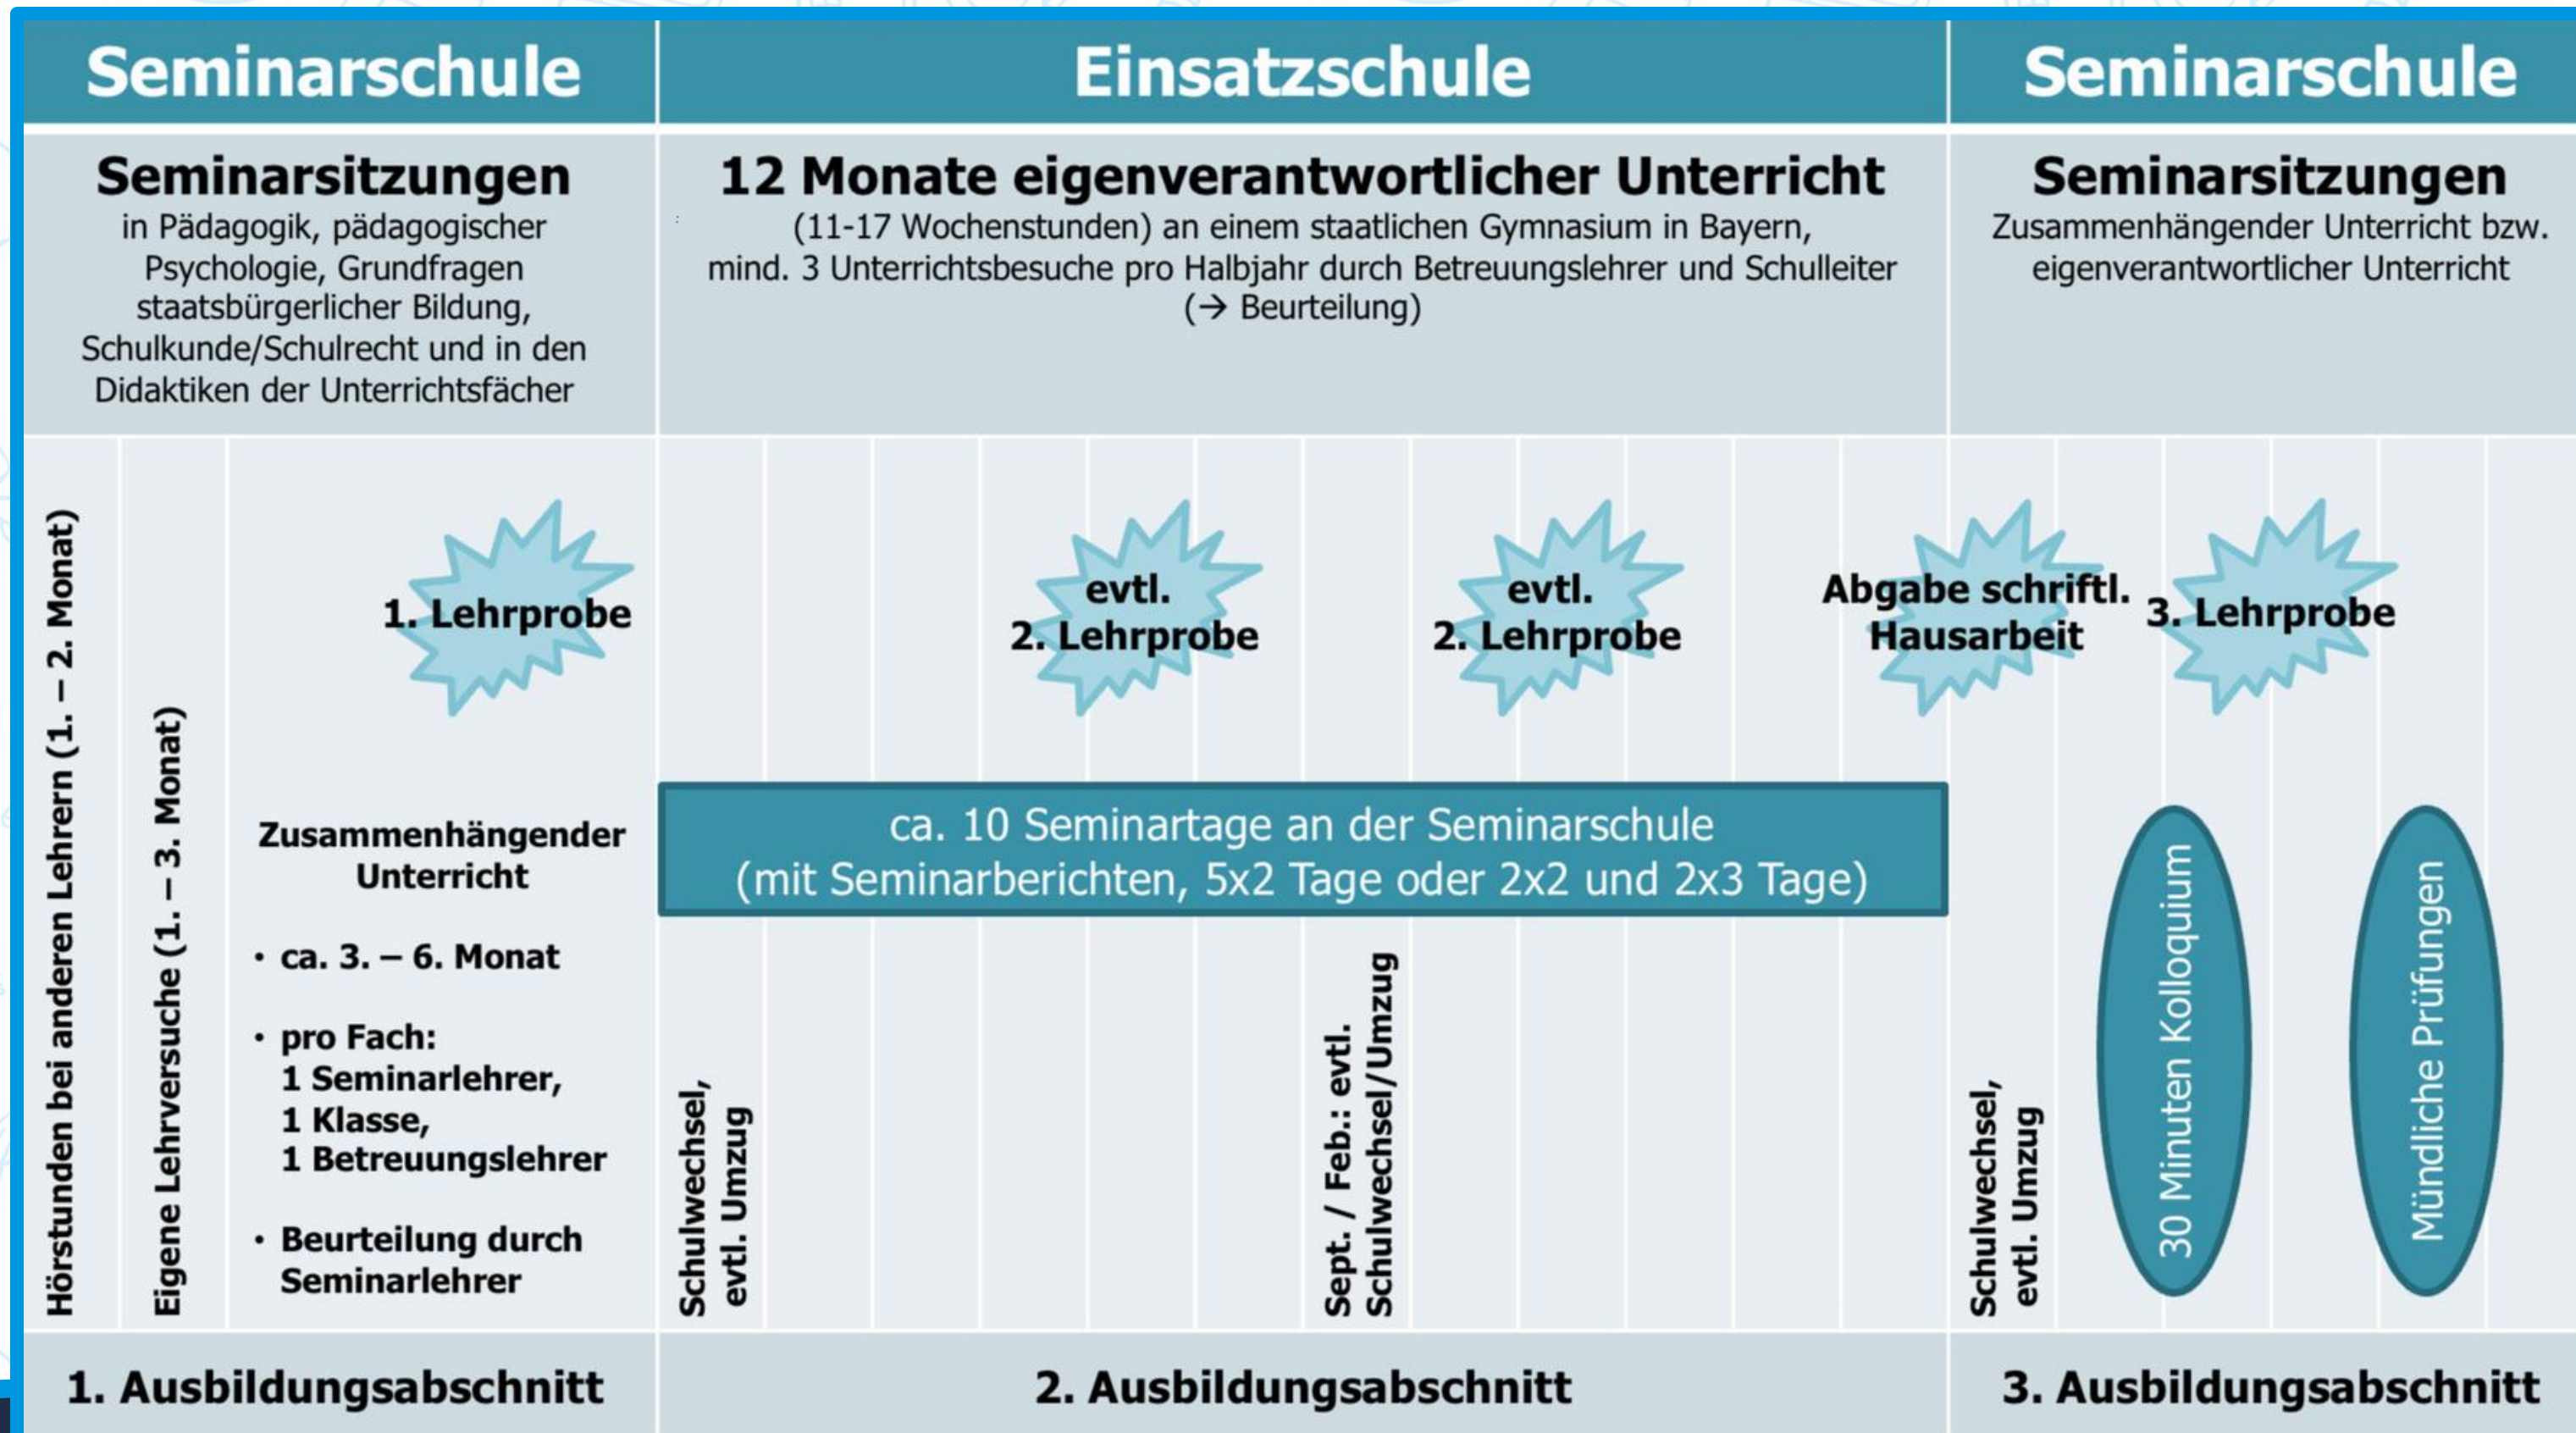 Seminarschule
Einsatzschule
Seminarschule
Seminarsitzungen
in Pädagogik, pädagogischer
Psychologie, Grundfragen
staatsbürgerlicher Bildung,
Schulkunde/Schulrecht und in den
Didaktiken der Unterrichtsfächer
12 Monate eigenverantwortlicher Unterricht
(11-17 Wochenstunden) an einem staatlichen Gymnasium in Bayern,
mind. 3 Unterrichtsbesuche pro Halbjahr durch Betreuungslehrer und Schulleiter
(→ Beurteilung)
Seminarsitzungen
Zusammenhängender Unterricht bzw.
eigenverantwortlicher Unterricht
Hörstunden bei anderen Lehrern (1. – 2. Monat)
Eigene Lehrversuche (1. – 3. Monat)
1. Lehrprobe
Zusammenhängender
Unterricht
• ca. 3. – 6. Monat
• pro Fach:
1 Seminarlehrer,
1 Klasse,
1 Betreuungslehrer
• Beurteilung durch
Seminarlehrer
evtl.
2. Lehrprobe
evtl.
2. Lehrprobe
Abgabe schriftl.
Hausarbeit
3. Lehrprobe
ca. 10 Seminartage an der Seminarschule
(mit Seminarberichten, 5x2 Tage oder 2x2 und 2x3 Tage)
Schulwechsel,
evtl. Umzug
Sept. / Feb.: evtl.
Schulwechsel/Umzug
Schulwechsel,
evtl. Umzug
30 Minuten Kolloquium
Mündliche Prüfungen
1. Ausbildungsabschnitt
2. Ausbildungsabschnitt
3. Ausbildungsabschnitt